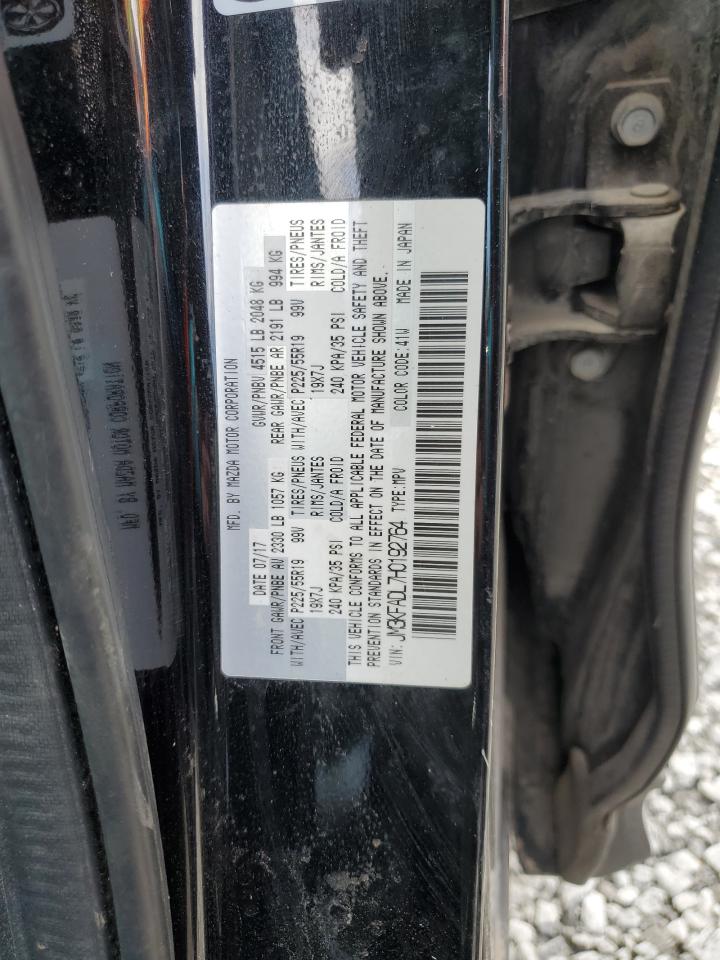 MFD. BY MAZDA MOTOR CORPORATION
DATE 07/17 GVWR/PNBV 4515 LB 2048 KG
FRONT GAWR/PNBE AV 2330 LB 1057 KG REAR GAWR/PNBE AR 2191 LB 994 KG
WITH/AVEC P225/55R19 99V TIRES/PNEUS WITH/AVEC P225/55R19 99V TIRES/PNEUS
19X7J RIMS/JANTES 19X7J RIMS/JANTES
240 KPA/35 PSI COLD/A FROID 240 KPA/35 PSI COLD/A FROID
THIS VEHICLE CONFORMS TO ALL APPLICABLE FEDERAL MOTOR VEHICLE SAFETY AND THEFT
PREVENTION STANDARDS IN EFFECT ON THE DATE OF MANUFACTURE SHOWN ABOVE.
VIN: JM3KFADL7H0192764 TYPE: MPV COLOR CODE: 41W MADE IN JAPAN